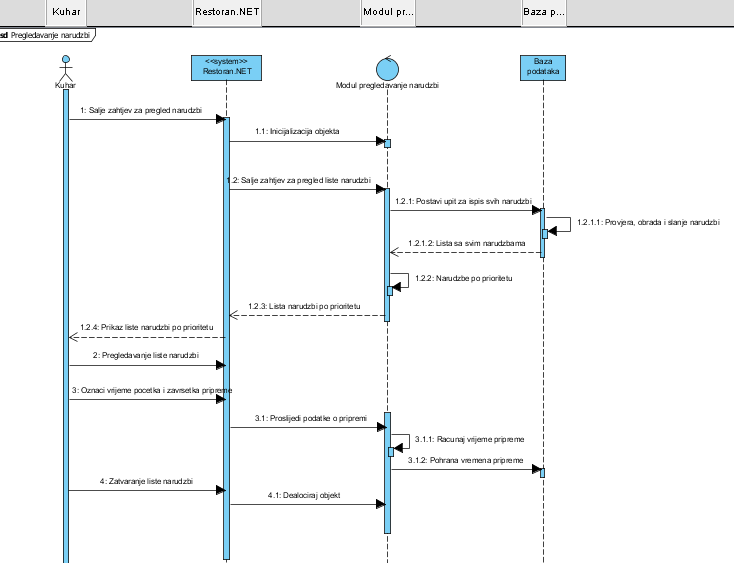 Kuhar
Restoran.NET
Modul pr...
Baza p...
sd Pregledavanje narudzbi
<<system>>
Restoran.NET
Baza
podataka
Kuhar
Modul pregledavanje narudzbi
1: Salje zahtjev za pregled narudzbi
1.1: Inicijalizacija objekta
1.2: Salje zahtjev za pregled liste narudzbi
1.2.1: Postavi upit za ispis svih narudzbi
1.2.1.1: Provjera, obrada i slanje narudzbi
1.2.1.2: Lista sa svim narudzbama
1.2.2: Narudzbe po prioritetu
1.2.3: Lista narudzbi po prioritetu
1.2.4: Prikaz liste narudzbi po prioritetu
2: Pregledavanje liste narudzbi
3: Oznaci vrijeme pocetka i zavrsetka pripreme
3.1: Proslijedi podatke o pripremi
3.1.1: Racunaj vrijeme pripreme
3.1.2: Pohrana vremena pripreme
4: Zatvaranje liste narudzbi
4.1: Dealociraj objekt